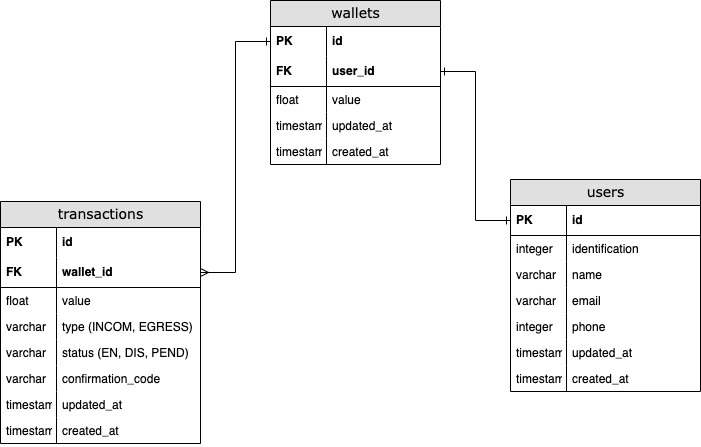 wallets
PK id
FK user_id
float value
timestam updated_at
timestam created_at
users
PK id
integer identification
varchar name
varchar email
integer phone
timestam updated_at
timestam created_at
transactions
PK id
FK wallet_id
float value
varchar type (INCOM, EGRESS)
varchar status (EN, DIS, PEND)
varchar confirmation_code
timestam updated_at
timestam created_at